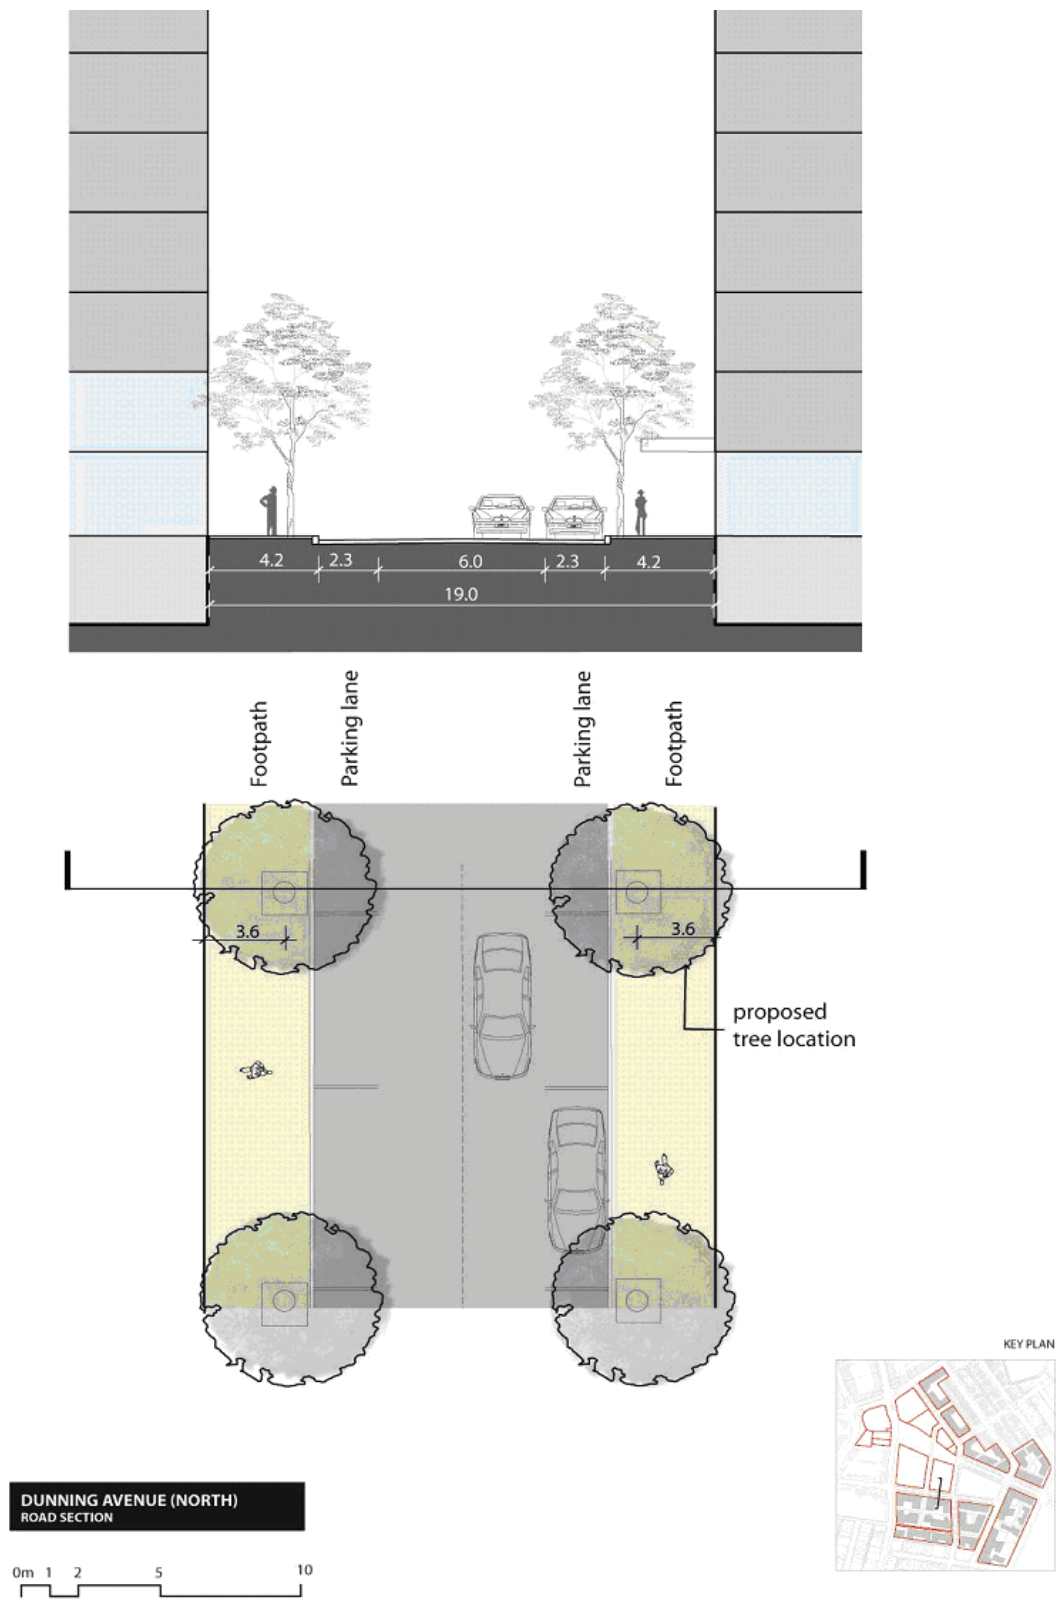 4.2 2.3 6.0 2.3 4.2
19.0
Footpath
Parking lane
Parking lane
Footpath
3.6
3.6
proposed
tree location
KEY PLAN
DUNNING AVENUE (NORTH)
ROAD SECTION
0m 1 2 5 10